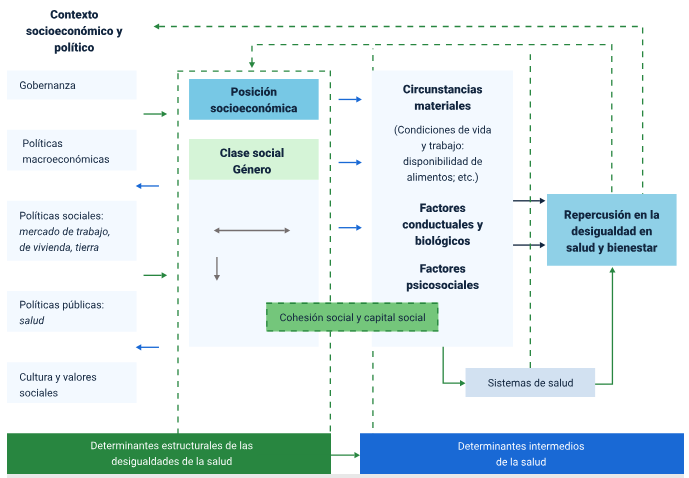 Contexto
socioeconómico y
político
Gobernanza
Políticas
macroeconómicas
Políticas sociales:
mercado de trabajo,
de vivienda, tierra
Políticas públicas:
salud
Cultura y valores
sociales
Posición
socioeconómica
Clase social
Género
Circunstancias
materiales
(Condiciones de vida
y trabajo:
disponibilidad de
alimentos; etc.)
Factores
conductuales y
biológicos
Factores
psicosociales
Cohesión social y capital social
Repercusión en la
desigualdad en
salud y bienestar
Sistemas de salud
Determinantes estructurales de las
desigualdades de la salud
Determinantes intermedios
de la salud